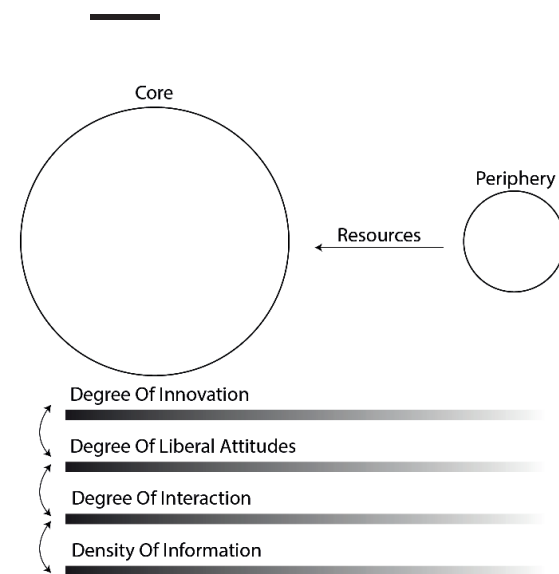 Core
Periphery
Resources
Degree Of Innovation
Degree Of Liberal Attitudes
Degree Of Interaction
Density Of Information